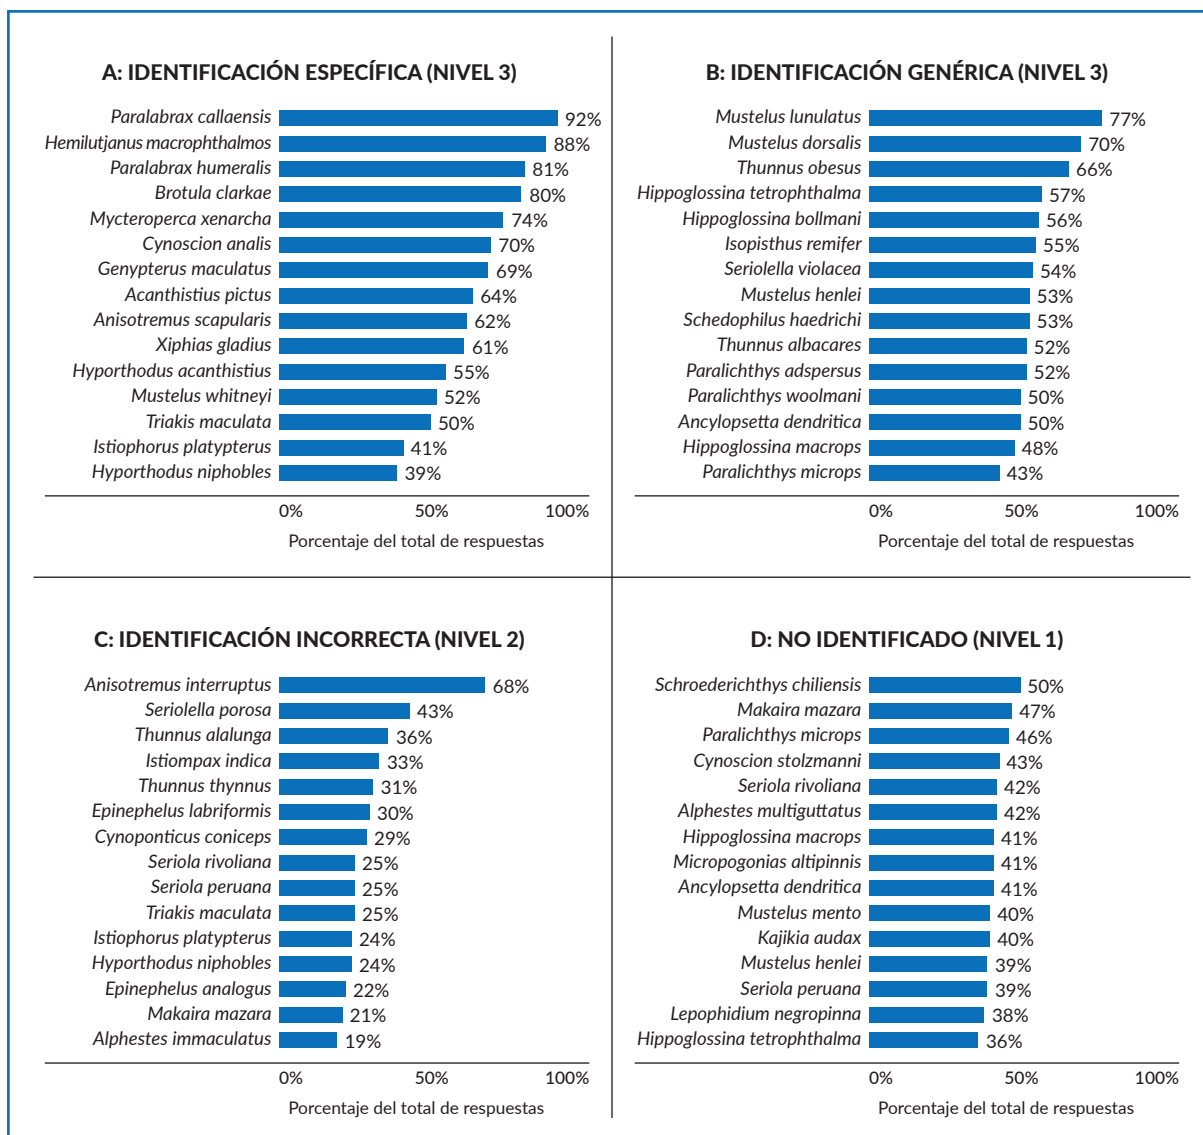 A: IDENTIFICACIÓN ESPECÍFICA (NIVEL 3)
Paralabrax callaensis 92%
Hemilutjanus macrophthalmos 88%
Paralabrax humeralis 81%
Brotula clarkae 80%
Mycteroperca xenarcha 74%
Cynoscion analis 70%
Genypterus maculatus 69%
Acanthistius pictus 64%
Anisotremus scapularis 62%
Xiphias gladius 61%
Hyporthodus acanthistius 55%
Mustelus whitneyi 52%
Triakis maculata 50%
Istiophorus platypterus 41%
Hyporthodus niphobles 39%
0% 50% 100%
Porcentaje del total de respuestas
B: IDENTIFICACIÓN GENÉRICA (NIVEL 3)
Mustelus lunulatus 77%
Mustelus dorsalis 70%
Thunnus obesus 66%
Hippoglossina tetrophthalma 57%
Hippoglossina bollmani 56%
Isopisthus remifer 55%
Seriolella violacea 54%
Mustelus henlei 53%
Schedophilus haedrichi 53%
Thunnus albacares 52%
Paralichthys adspersus 52%
Paralichthys woolmani 50%
Ancylopsetta dendritica 50%
Hippoglossina macrops 48%
Paralichthys microps 43%
0% 50% 100%
Porcentaje del total de respuestas
C: IDENTIFICACIÓN INCORRECTA (NIVEL 2)
Anisotremus interruptus 68%
Seriolella porosa 43%
Thunnus alalunga 36%
Istiompax indica 33%
Thunnus thynnus 31%
Epinephelus labriformis 30%
Cynoponticus coniceps 29%
Seriola rivoliana 25%
Seriola peruana 25%
Triakis maculata 25%
Istiophorus platypterus 24%
Hyporthodus niphobles 24%
Epinephelus analogus 22%
Makaira mazara 21%
Alphestes immaculatus 19%
0% 50% 100%
Porcentaje del total de respuestas
D: NO IDENTIFICADO (NIVEL 1)
Schroederichthys chiliensis 50%
Makaira mazara 47%
Paralichthys microps 46%
Cynoscion stolzmanni 43%
Seriola rivoliana 42%
Alphestes multiguttatus 42%
Hippoglossina macrops 41%
Micropogonias altipinnis 41%
Ancylopsetta dendritica 41%
Mustelus mento 40%
Kajikia audax 40%
Mustelus henlei 39%
Seriola peruana 39%
Lepophidium negropinna 38%
Hippoglossina tetrophthalma 36%
0% 50% 100%
Porcentaje del total de respuestas